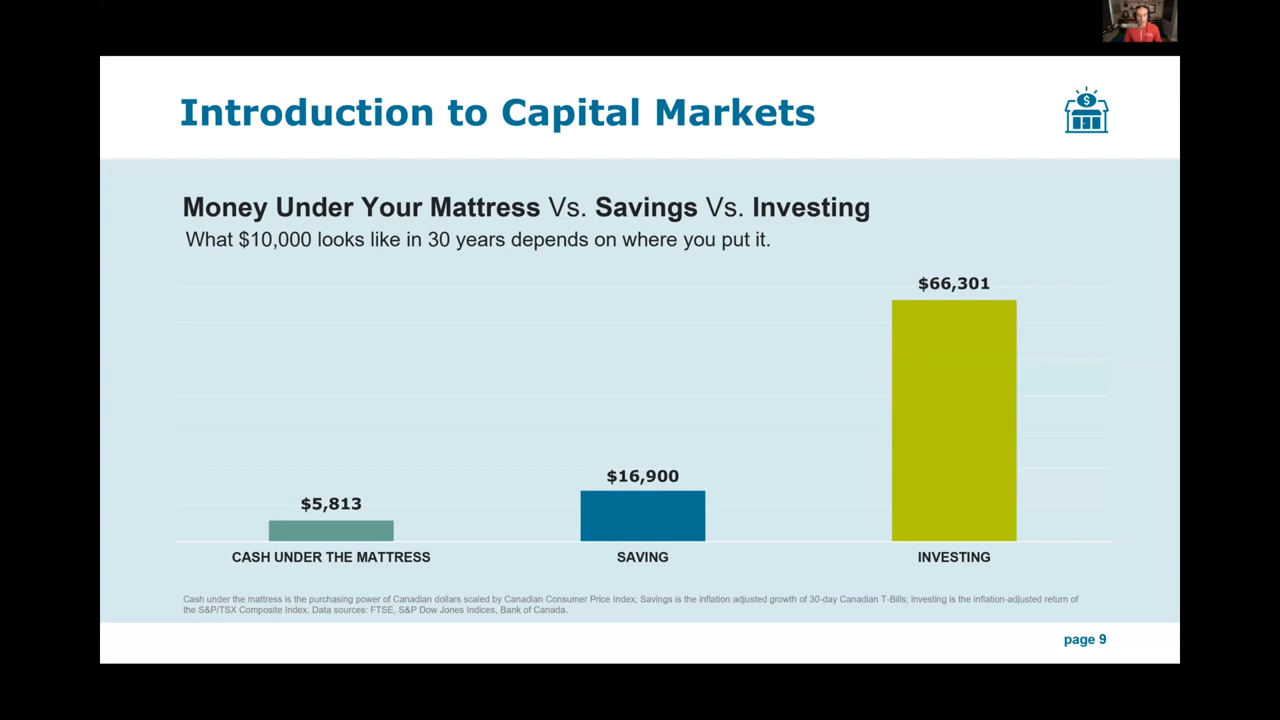 Introduction to Capital Markets
$
Money Under Your Mattress Vs. Savings Vs. Investing
What $10,000 looks like in 30 years depends on where you put it.
$66,301
$16,900
$5,813
CASH UNDER THE MATTRESS
SAVING
INVESTING
Cash under the mattress is the purchasing power of Canadian dollars scaled by Canadian Consumer Price Index; Savings is the inflation adjusted growth of 30-day Canadian T-Bills; investing is the inflation-adjusted return of
the S&P/TSX Composite Index. Data sources: FTSE, S&P Dow Jones Indices, Bank of Canada.
page 9